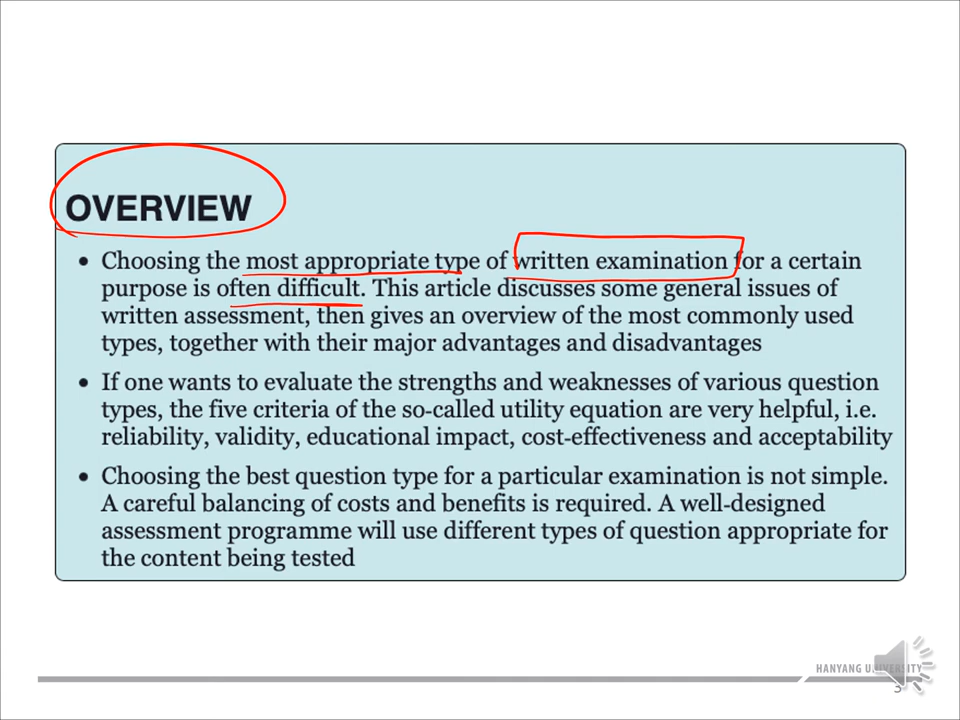 OVERVIEW
• Choosing the most appropriate type of written examination for a certain
purpose is often difficult. This article discusses some general issues of
written assessment, then gives an overview of the most commonly used
types, together with their major advantages and disadvantages
• If one wants to evaluate the strengths and weaknesses of various question
types, the five criteria of the so-called utility equation are very helpful, i.e.
reliability, validity, educational impact, cost-effectiveness and acceptability
• Choosing the best question type for a particular examination is not simple.
A careful balancing of costs and benefits is required. A well-designed
assessment programme will use different types of question appropriate for
the content being tested
HANYANG UNIVERSITY
3